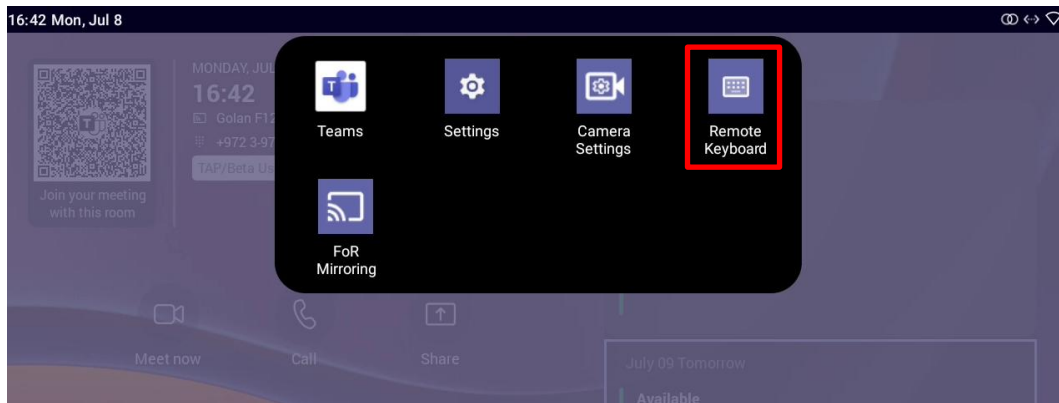 16:42 Mon, Jul 8
MONDAY, JUL
16:42
Golan F12
+972 3-97
TAP/Beta Us
Join your meeting
with this room
Teams
Settings
Camera
Settings
Remote
Keyboard
FoR
Mirroring
Meet now
Call
Share
July 09 Tomorrow
Available